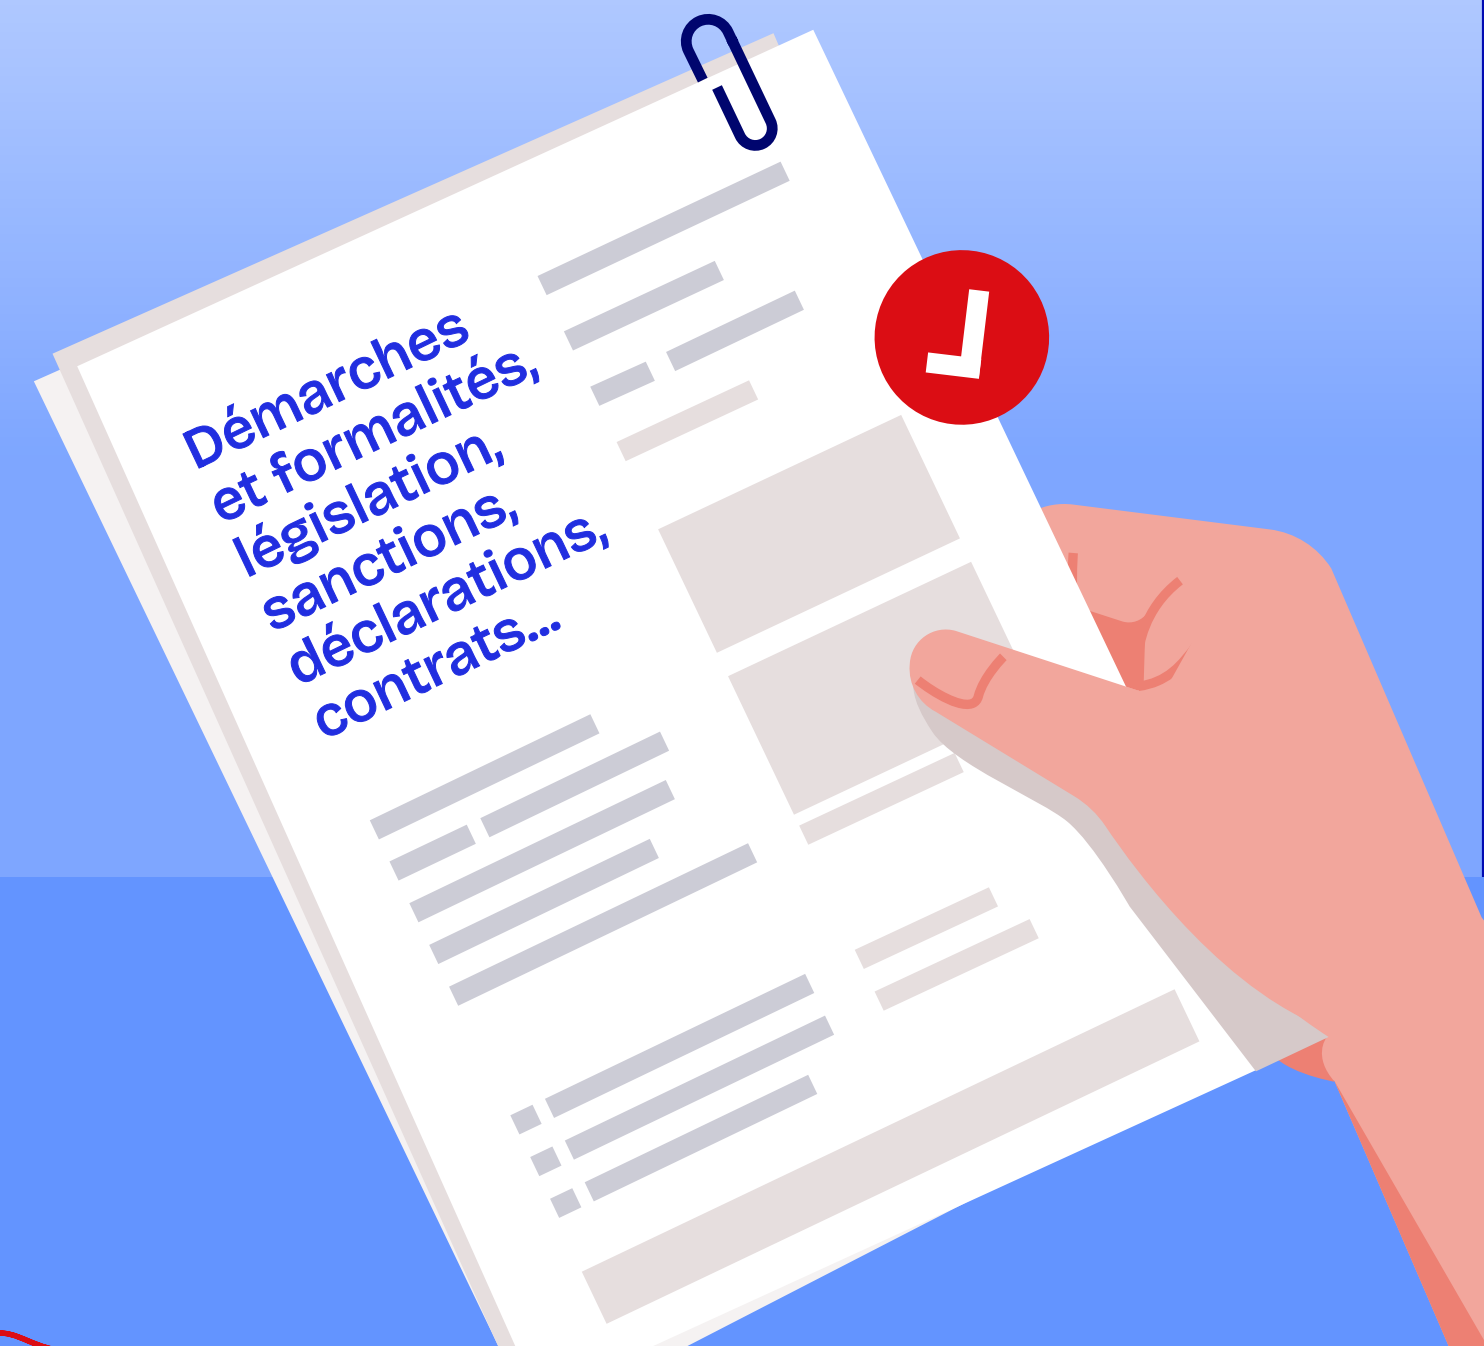 Démarches
et formalités,
législation,
sanctions,
déclarations,
contrats...